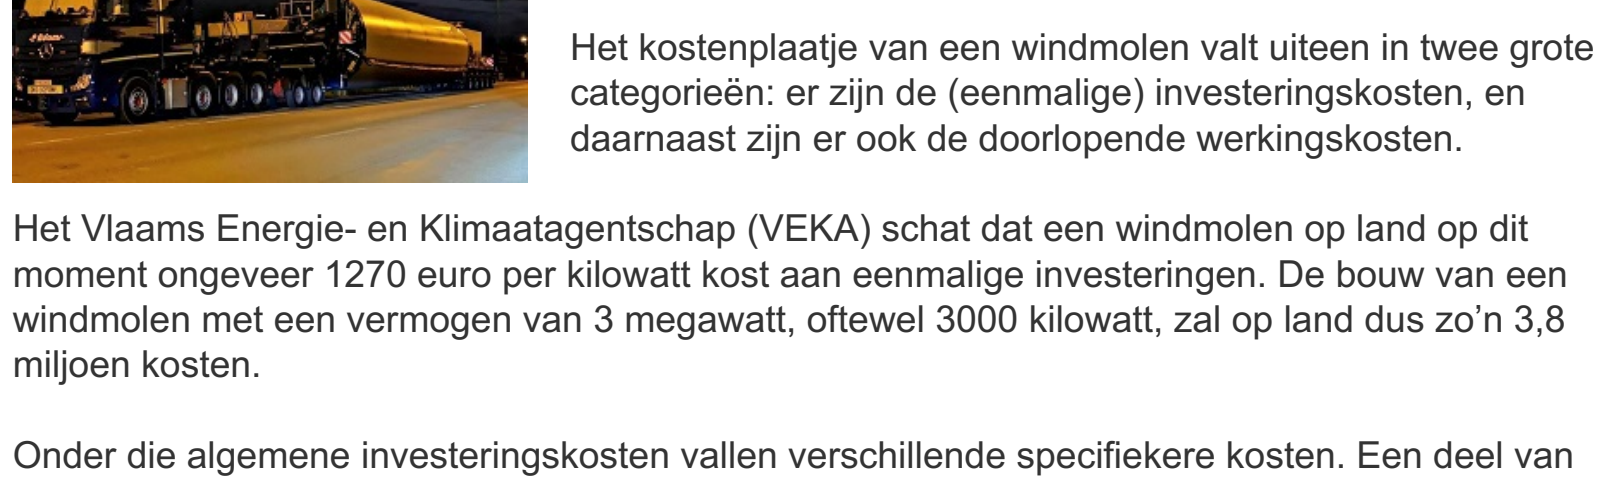 Het kostenplaatje van een windmolen valt uiteen in twee grote
categorieën: er zijn de (eenmalige) investeringskosten, en
daarnaast zijn er ook de doorlopende werkingskosten.
Het Vlaams Energie- en Klimaatagentschap (VEKA) schat dat een windmolen op land op dit
moment ongeveer 1270 euro per kilowatt kost aan eenmalige investeringen. De bouw van een
windmolen met een vermogen van 3 megawatt, oftewel 3000 kilowatt, zal op land dus zo’n 3,8
miljoen kosten.
Onder die algemene investeringskosten vallen verschillende specifiekere kosten. Een deel van